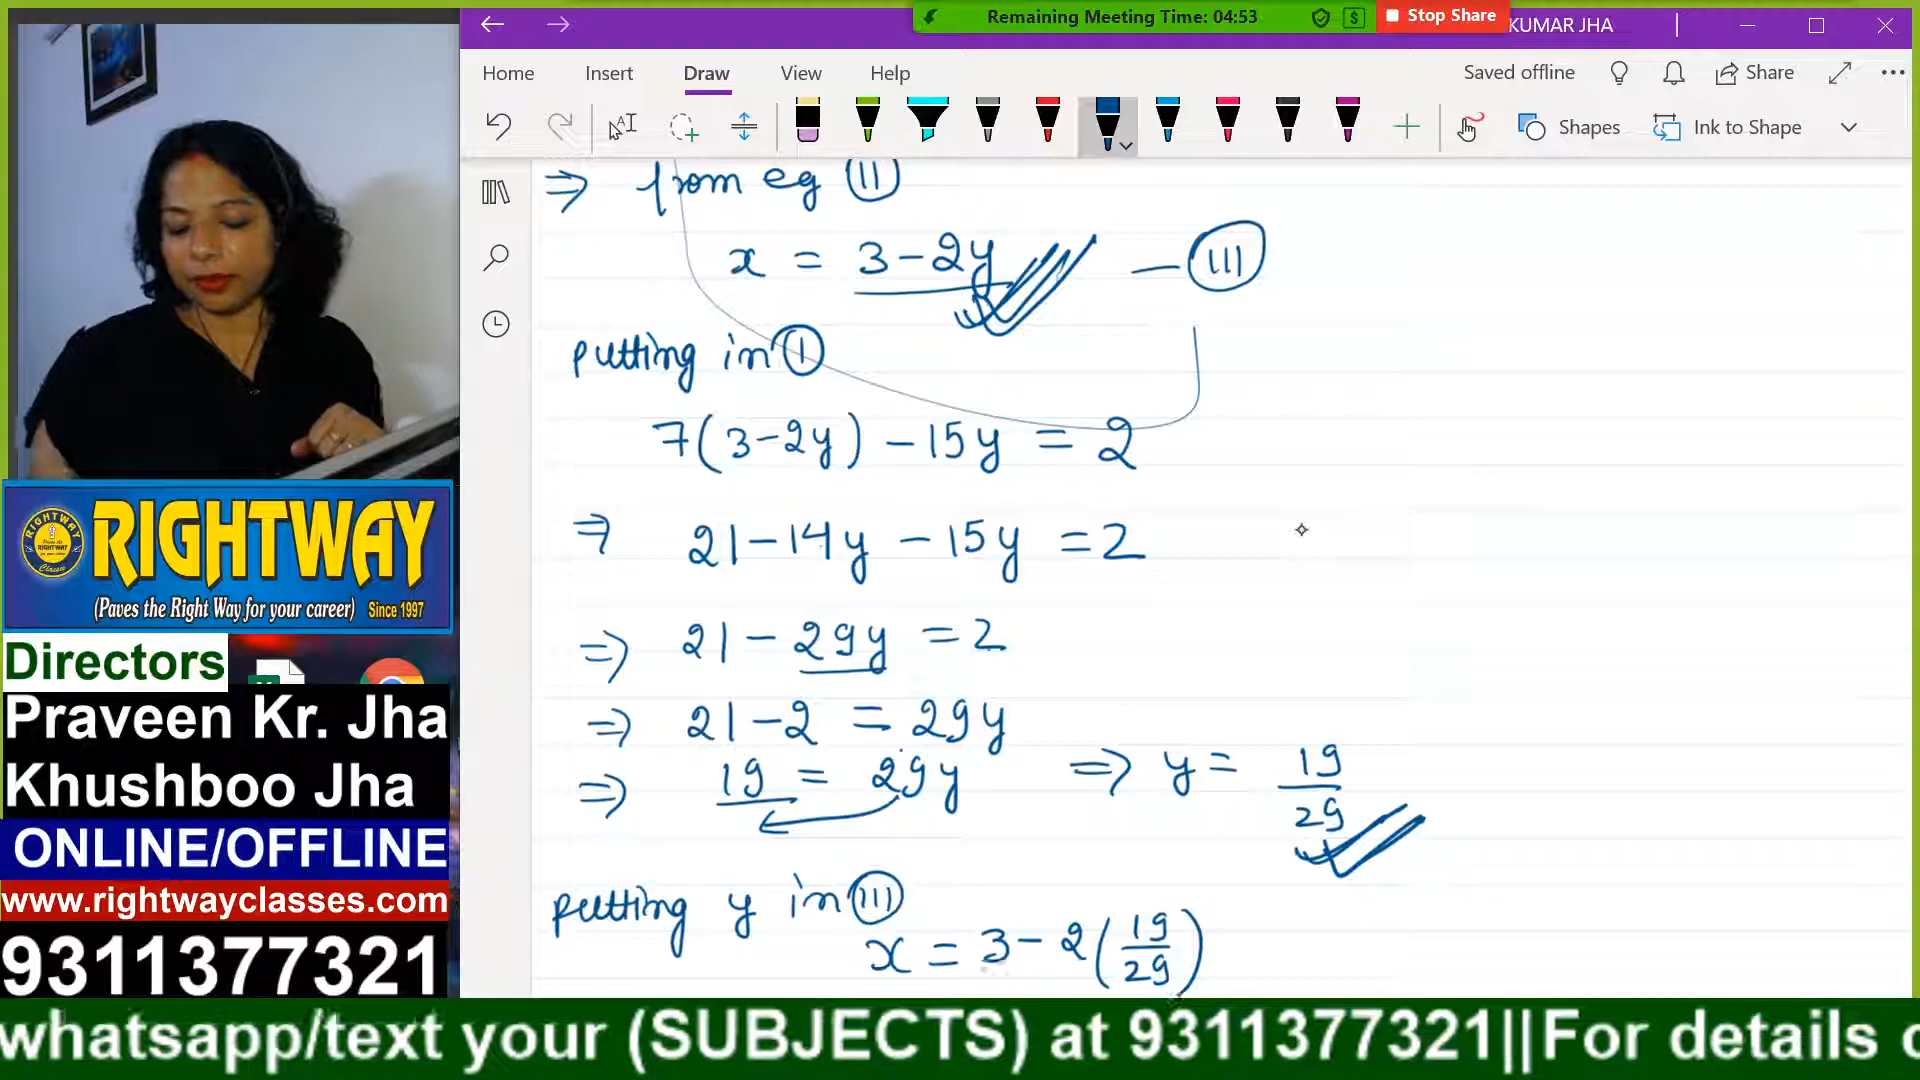 Remaining Meeting Time: 04:53
Stop Share
KUMAR JHA
Home Insert Draw View Help
Saved offline
Share
Shapes
Ink to Shape
⇒ from eq (II)
x = 3 - 2y — (III)
putting in (I)
7(3-2y) - 15y = 2
⇒ 21 - 14y - 15y = 2
⇒ 21 - 29y = 2
⇒ 21 - 2 = 29y
⇒ 19 = 29y ⇒ y = 19/29
putting y in (III)
x = 3 - 2(19/29)
RIGHTWAY
(Paves the Right Way for your career) Since 1997
Directors
Praveen Kr. Jha
Khushboo Jha
ONLINE/OFFLINE
www.rightwayclasses.com
9311377321
whatsapp/text your (SUBJECTS) at 9311377321||For details